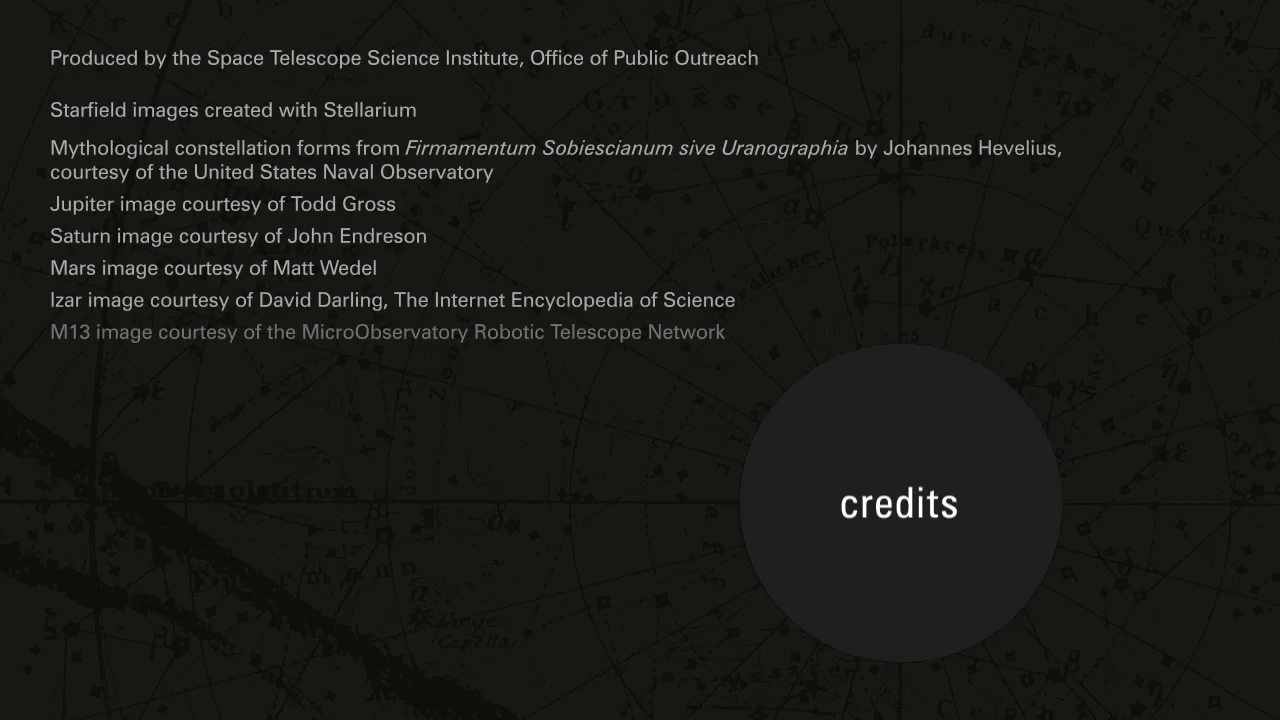 Produced by the Space Telescope Science Institute, Office of Public Outreach
Starfield images created with Stellarium
Mythological constellation forms from Firmamentum Sobiescianum sive Uranographia by Johannes Hevelius,
courtesy of the United States Naval Observatory
Jupiter image courtesy of Todd Gross
Saturn image courtesy of John Endreson
Mars image courtesy of Matt Wedel
Izar image courtesy of David Darling, The Internet Encyclopedia of Science
M13 image courtesy of the MicroObservatory Robotic Telescope Network
credits